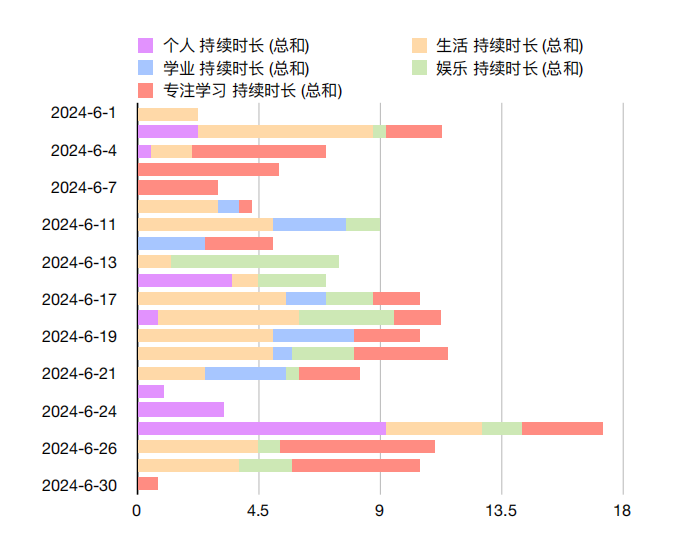 个人 持续时长 (总和)
生活 持续时长 (总和)
学业 持续时长 (总和)
娱乐 持续时长 (总和)
专注学习 持续时长 (总和)
2024-6-1
2024-6-4
2024-6-7
2024-6-11
2024-6-13
2024-6-17
2024-6-19
2024-6-21
2024-6-24
2024-6-26
2024-6-30
0 4.5 9 13.5 18